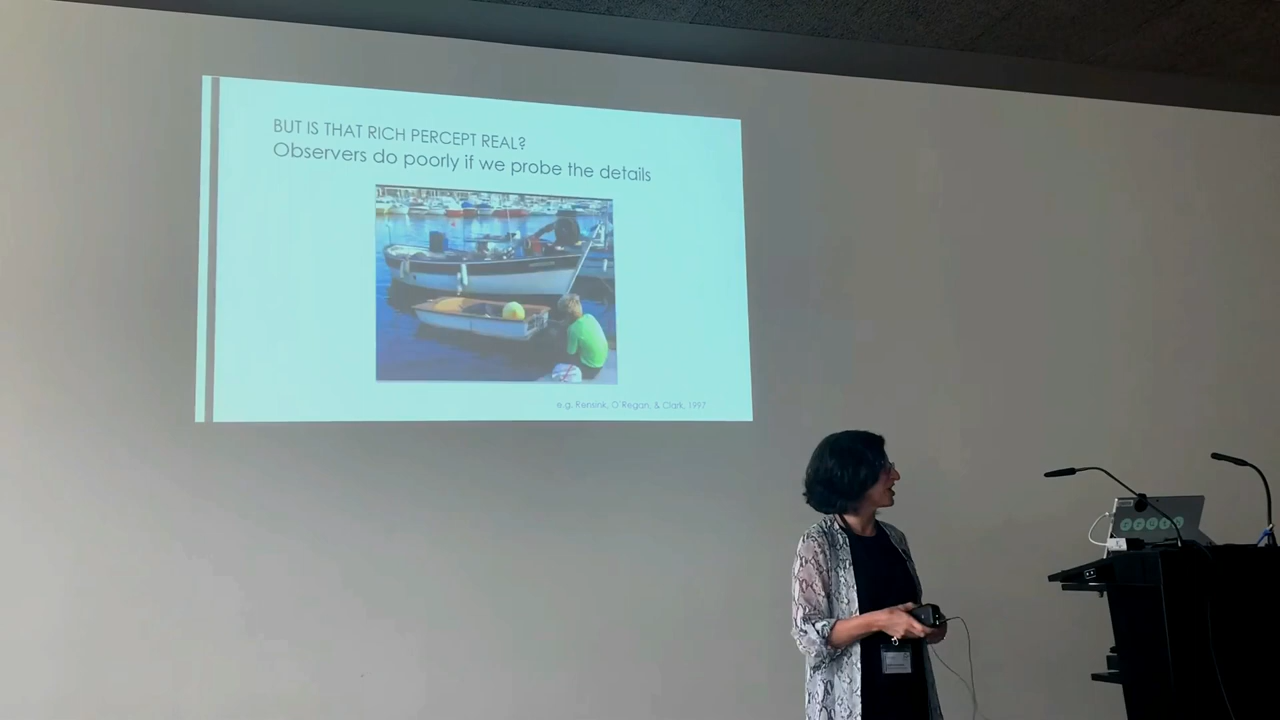 BUT IS THAT RICH PERCEPT REAL?
Observers do poorly if we probe the details
e.g. Rensink, O'Regan, & Clark, 1997